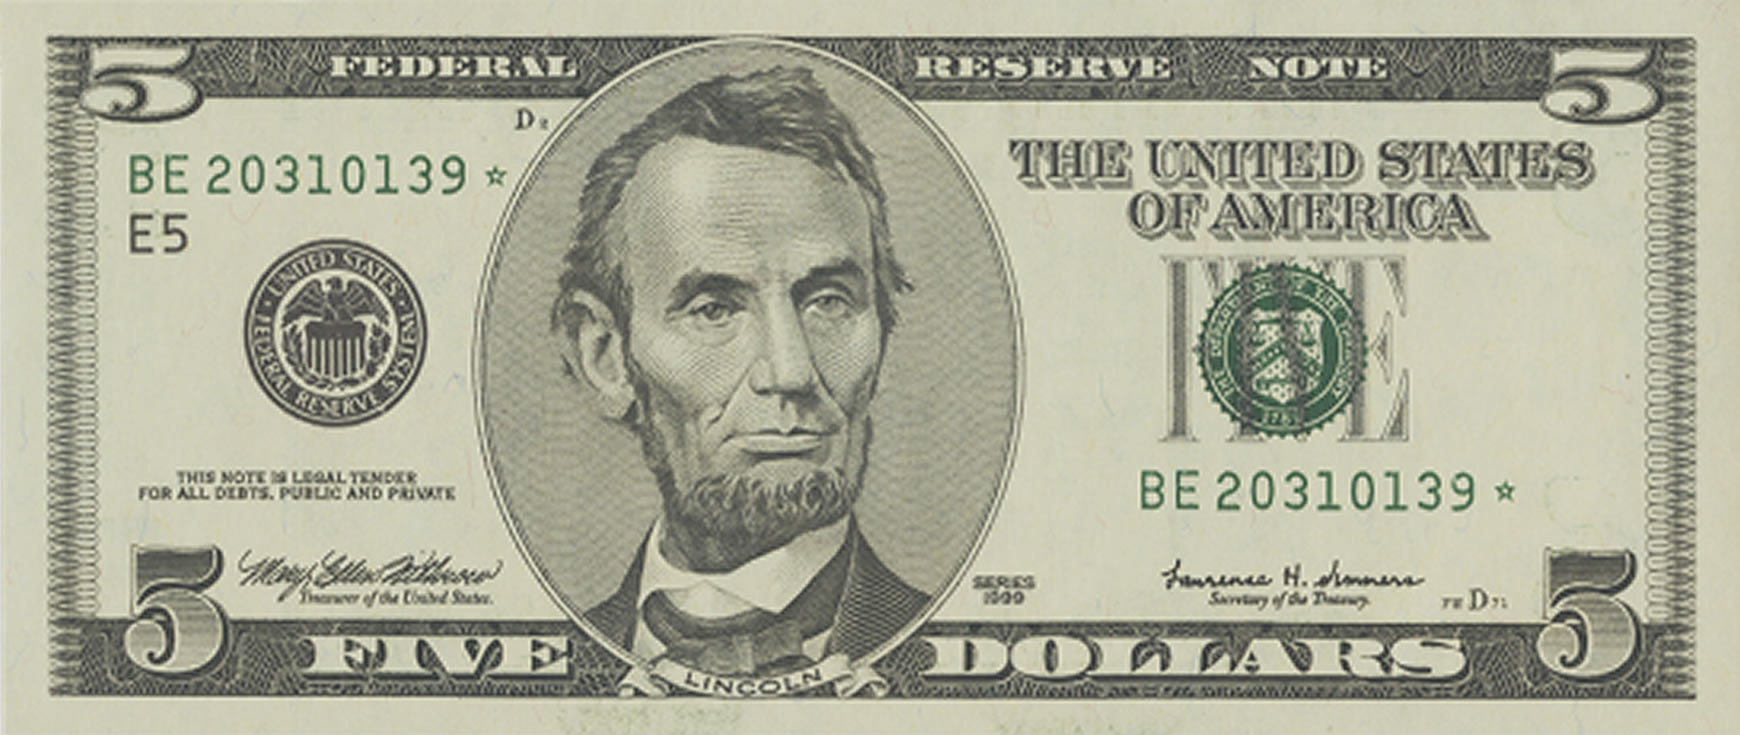 5 FEDERAL RESERVE NOTE 5
D 2
BE 20310139 ☆
E5
THE UNITED STATES
OF AMERICA
UNITED STATES
FEDERAL RESERVE SYSTEM
FIVE
THE DEPARTMENT OF THE TREASURY
1789
BE 20310139 ☆
THIS NOTE IS LEGAL TENDER
FOR ALL DEBTS, PUBLIC AND PRIVATE
Mary Ellen Withrow
Treasurer of the United States.
SERIES
1999
Lawrence H. Summers
Secretary of the Treasury.
FW D 71
5 FIVE DOLLARS 5
LINCOLN